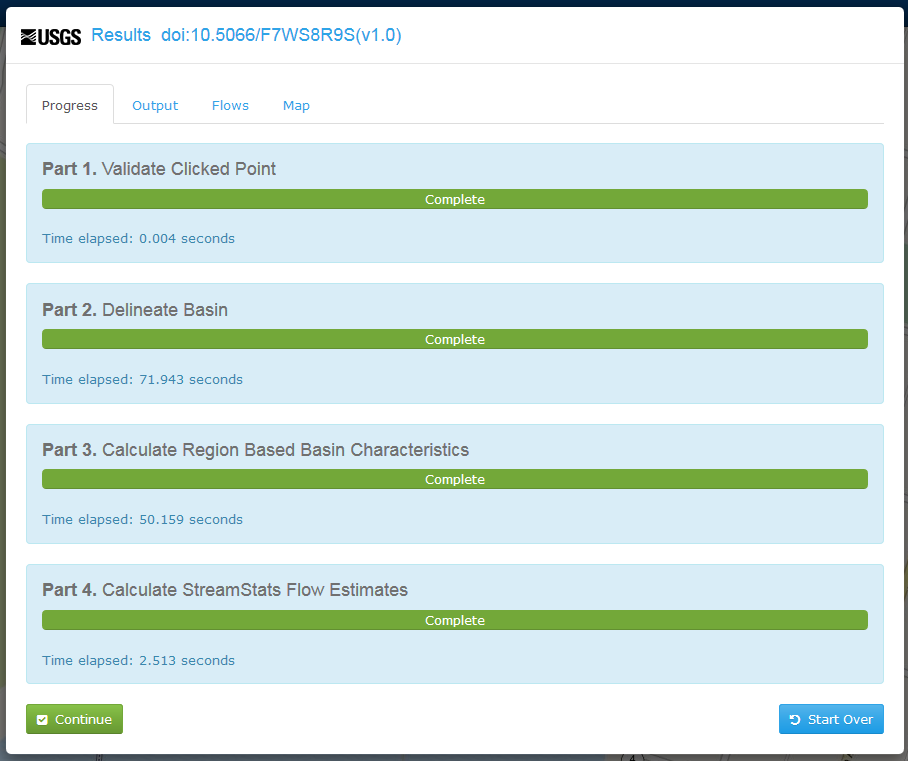 USGS Results doi:10.5066/F7WS8R9S(v1.0)
Progress Output Flows Map
Part 1. Validate Clicked Point
Complete
Time elapsed: 0.004 seconds
Part 2. Delineate Basin
Complete
Time elapsed: 71.943 seconds
Part 3. Calculate Region Based Basin Characteristics
Complete
Time elapsed: 50.159 seconds
Part 4. Calculate StreamStats Flow Estimates
Complete
Time elapsed: 2.513 seconds
Continue Start Over